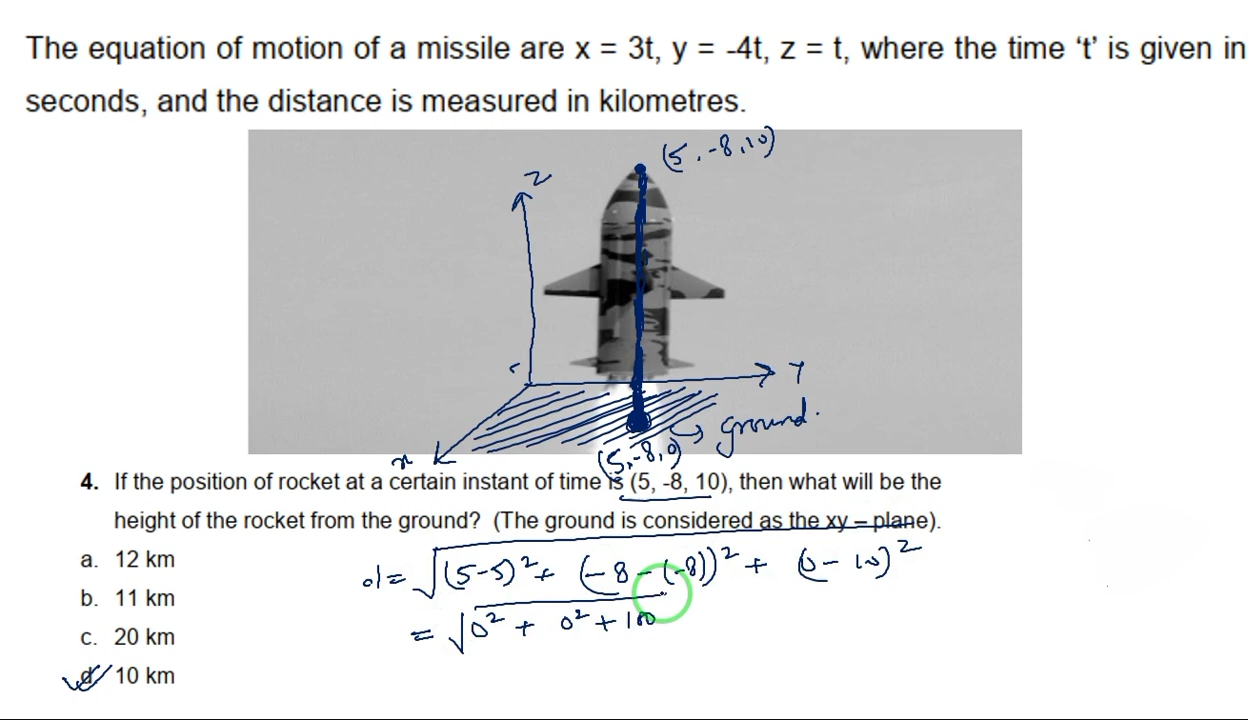 The equation of motion of a missile are x = 3t, y = -4t, z = t, where the time ‘t’ is given in
seconds, and the distance is measured in kilometres.
(5, -8, 10)
z
y
ground.
x
(5, -8, 0)
4. If the position of rocket at a certain instant of time is (5, -8, 10), then what will be the
height of the rocket from the ground? (The ground is considered as the xy – plane).
a. 12 km
d = √(5-5)² + (-8-(-8))² + (0-10)²
b. 11 km
= √0² + 0² + 100
c. 20 km
d. 10 km